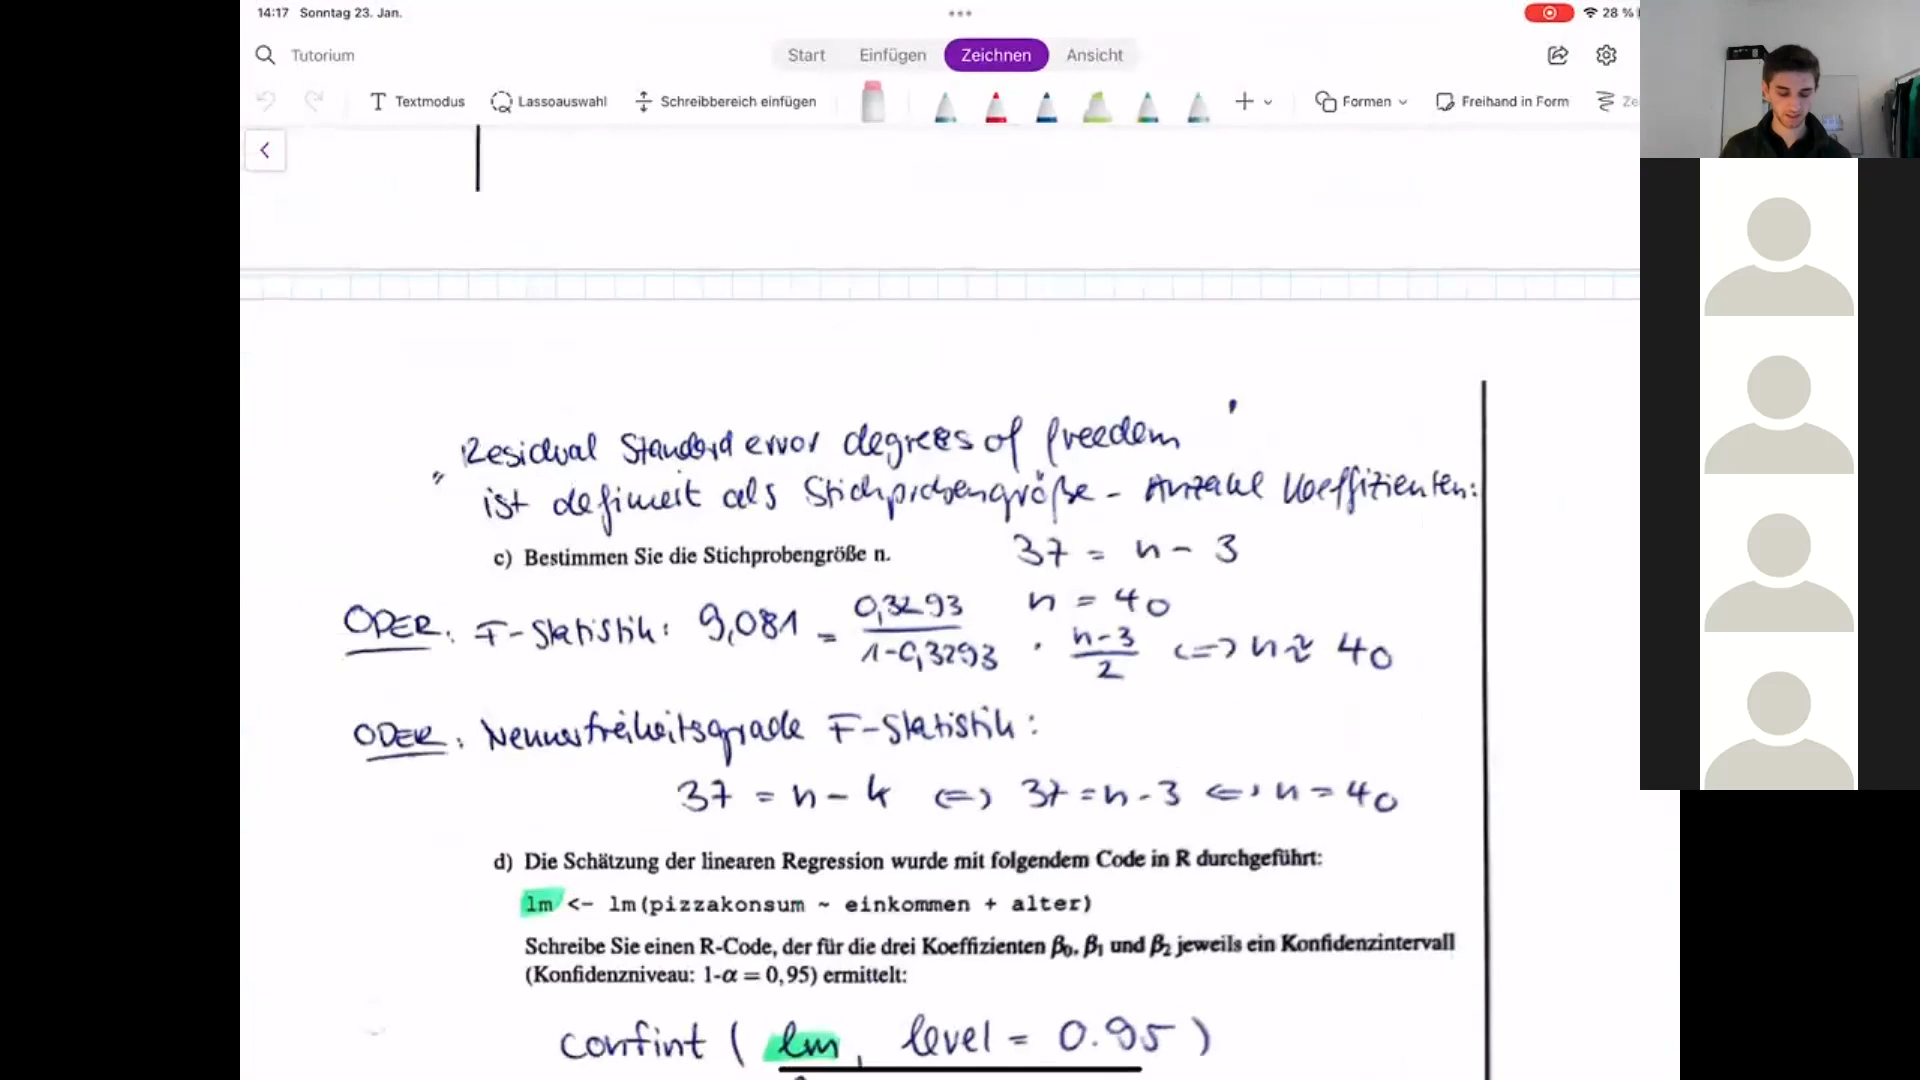 14:17 Sonntag 23. Jan.
28 %
Tutorium
Start Einfügen Zeichnen Ansicht
Textmodus Lassoauswahl Schreibbereich einfügen Formen Freihand in Form
"Residual Standard error degrees of freedom"
ist definiert als Stichprobengröße - Anzahl Koeffizienten:
c) Bestimmen Sie die Stichprobengröße n. 37 = n - 3
n = 40
ODER: F-Statistik: 9,081 = 0,3293 / 1-0,3293 · n-3 / 2 <=> n ≈ 40
ODER: Nennerfreiheitsgrade F-Statistik:
37 = n - k <=> 37 = n - 3 <=> n = 40
d) Die Schätzung der linearen Regression wurde mit folgendem Code in R durchgeführt:
lm <- lm(pizzakonsum ~ einkommen + alter)
Schreibe Sie einen R-Code, der für die drei Koeffizienten β₀, β₁ und β₂ jeweils ein Konfidenzintervall
(Konfidenzniveau: 1-α = 0,95) ermittelt:
confint ( lm, level = 0.95 )